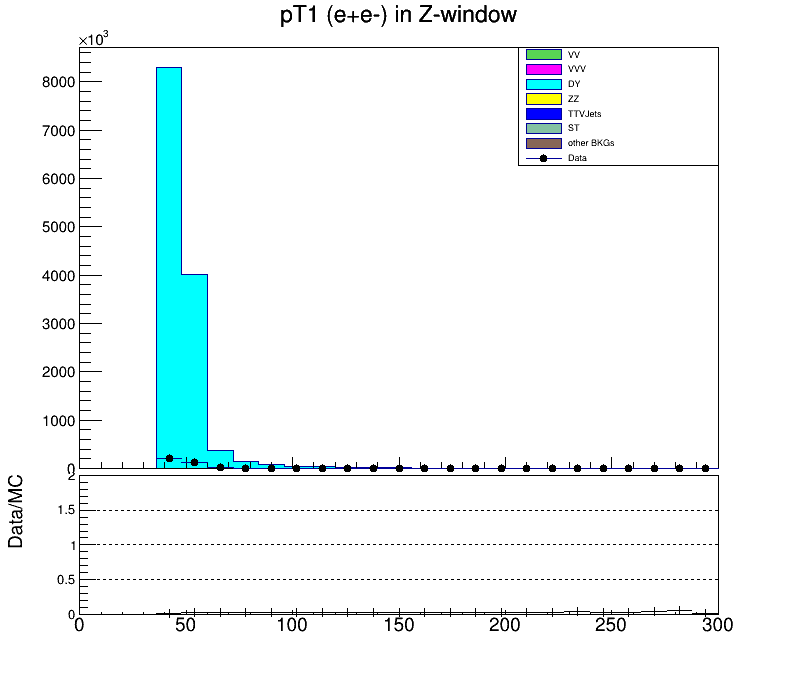 pT1 (e+e-) in Z-window
×10³
8000
7000
6000
5000
4000
3000
2000
1000
0
VV
VVV
DY
ZZ
TTVJets
ST
other BKGs
Data
Data/MC
2
1.5
1
0.5
0
0 50 100 150 200 250 300